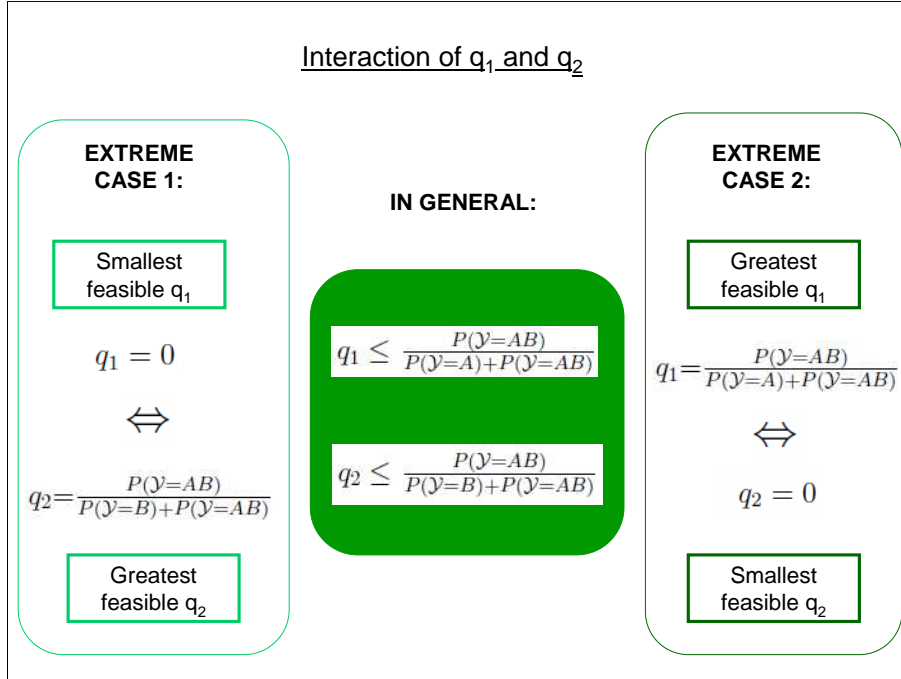 Interaction of q₁ and q₂
EXTREME
CASE 1:
Smallest
feasible q₁
q₁ = 0
⇔
q₂=P(𝒴=AB)/(P(𝒴=B)+P(𝒴=AB))
Greatest
feasible q₂
IN GENERAL:
q₁ ≤ P(𝒴=AB)/(P(𝒴=A)+P(𝒴=AB))
q₂ ≤ P(𝒴=AB)/(P(𝒴=B)+P(𝒴=AB))
EXTREME
CASE 2:
Greatest
feasible q₁
q₁=P(𝒴=AB)/(P(𝒴=A)+P(𝒴=AB))
⇔
q₂ = 0
Smallest
feasible q₂